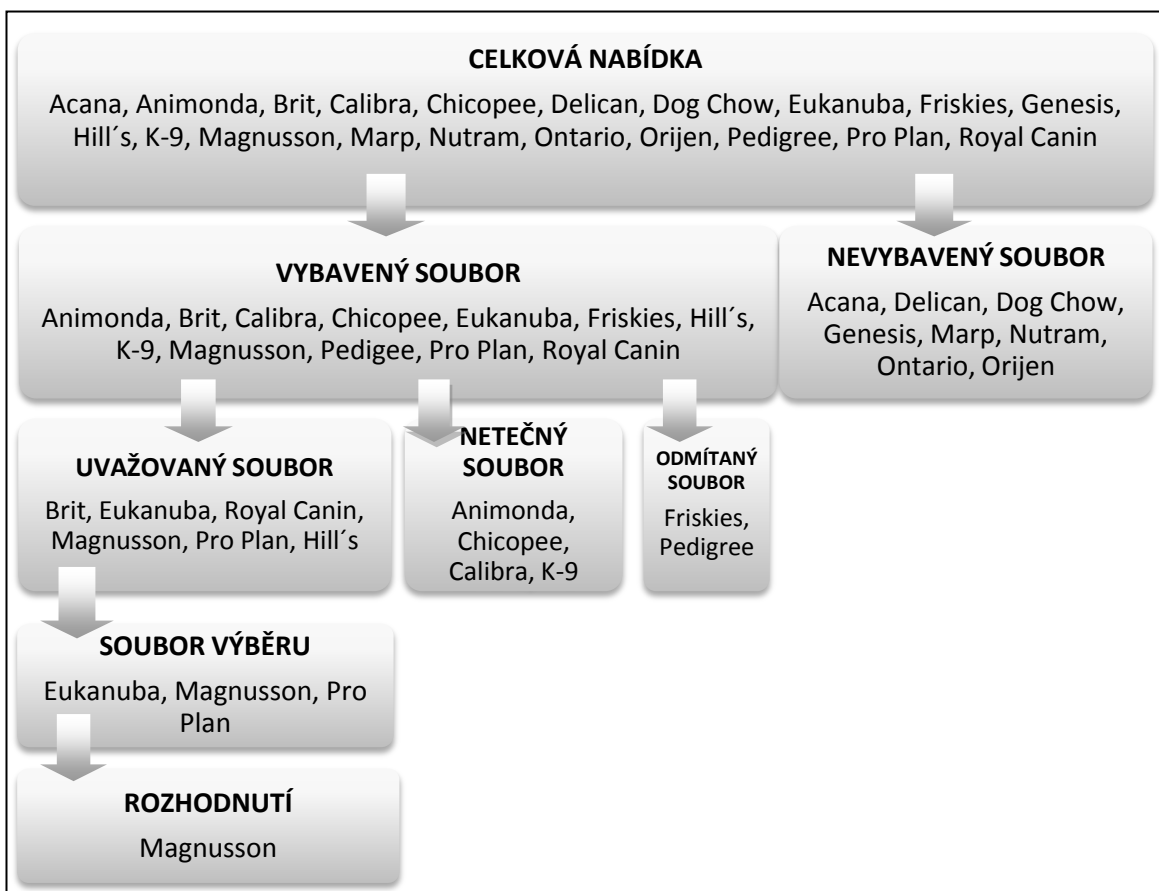 CELKOVÁ NABÍDKA
Acana, Animonda, Brit, Calibra, Chicopee, Delican, Dog Chow, Eukanuba, Friskies, Genesis,
Hill´s, K-9, Magnusson, Marp, Nutram, Ontario, Orijen, Pedigree, Pro Plan, Royal Canin
VYBAVENÝ SOUBOR
Animonda, Brit, Calibra, Chicopee, Eukanuba, Friskies, Hill´s,
K-9, Magnusson, Pedigee, Pro Plan, Royal Canin
NEVYBAVENÝ SOUBOR
Acana, Delican, Dog Chow,
Genesis, Marp, Nutram,
Ontario, Orijen
UVAŽOVANÝ SOUBOR
Brit, Eukanuba, Royal Canin,
Magnusson, Pro Plan, Hill´s
NETEČNÝ
SOUBOR
Animonda,
Chicopee,
Calibra, K-9
ODMÍTANÝ
SOUBOR
Friskies,
Pedigree
SOUBOR VÝBĚRU
Eukanuba, Magnusson, Pro
Plan
ROZHODNUTÍ
Magnusson